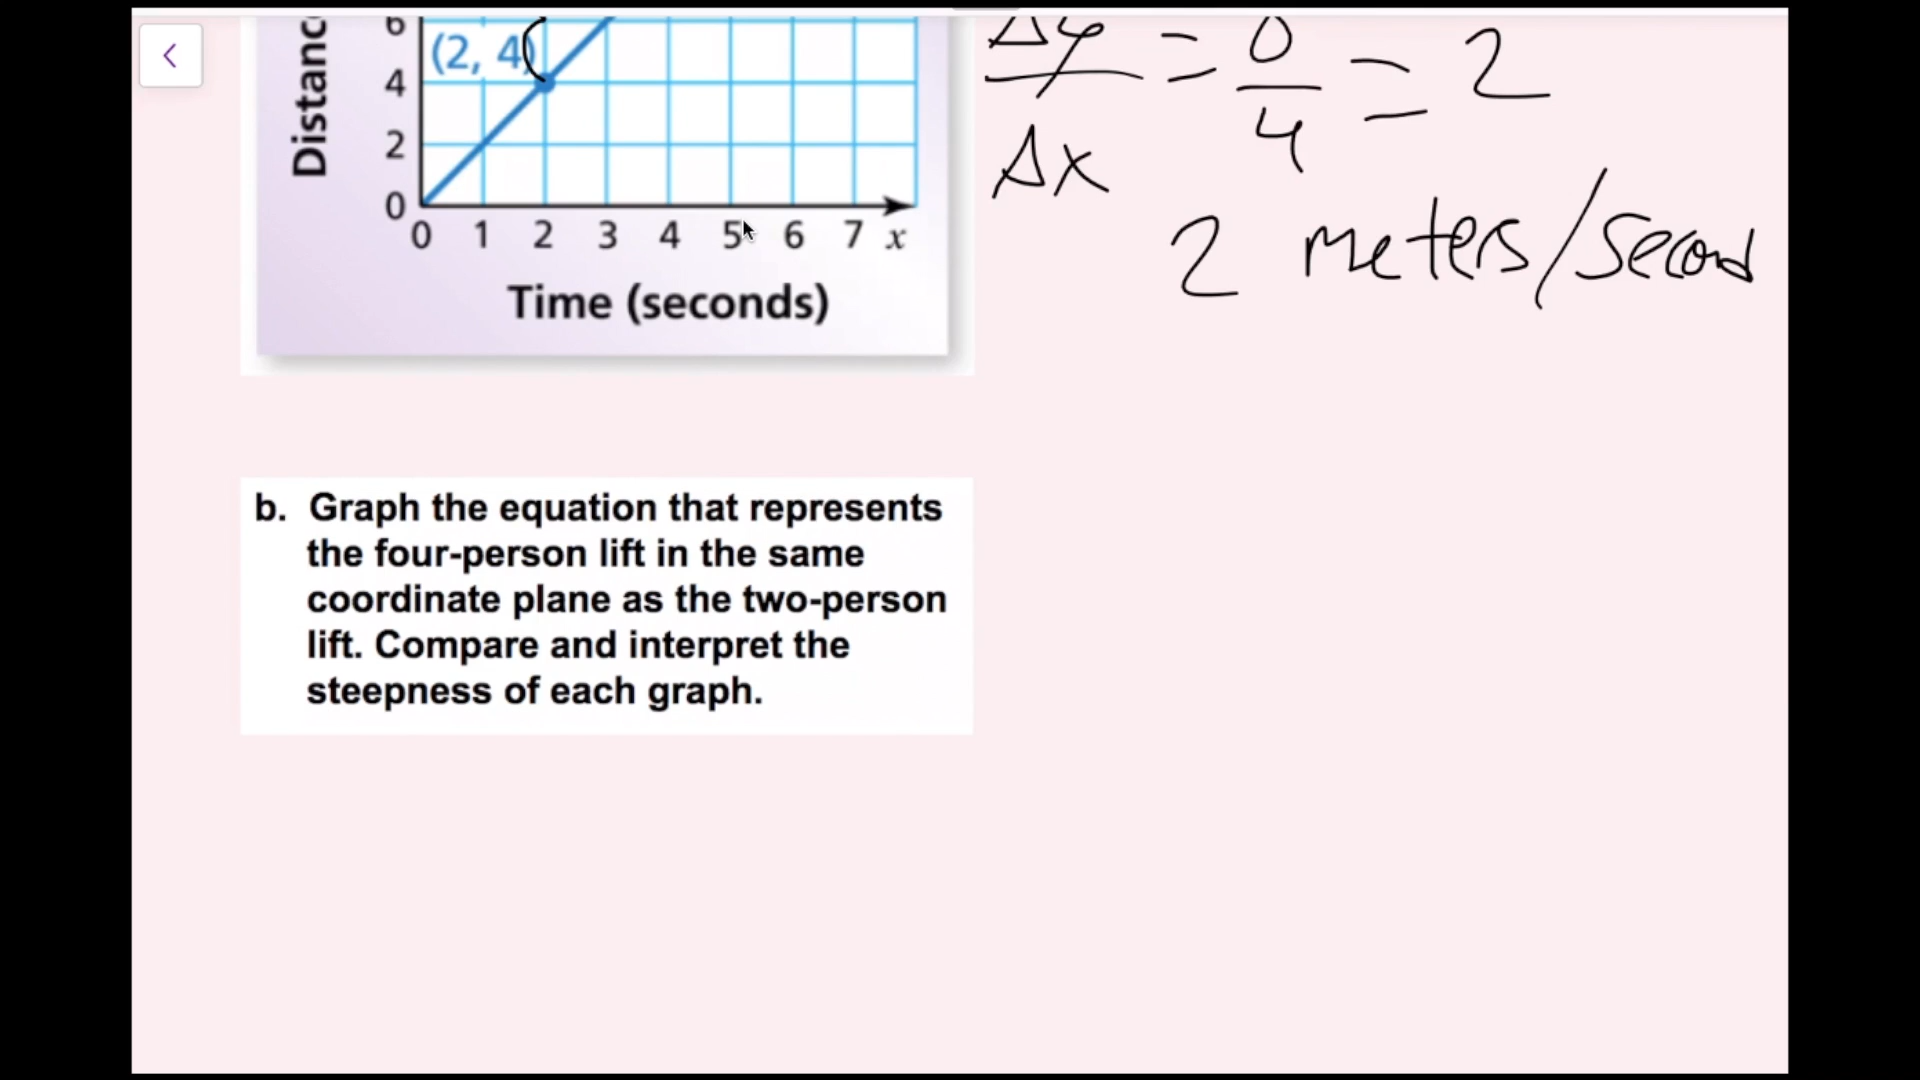 Distanc
6
(2, 4)
4
2
0
0 1 2 3 4 5 6 7 x
Time (seconds)
Δy
Δx
= = 2
4
2 meters/second
b. Graph the equation that represents
the four-person lift in the same
coordinate plane as the two-person
lift. Compare and interpret the
steepness of each graph.